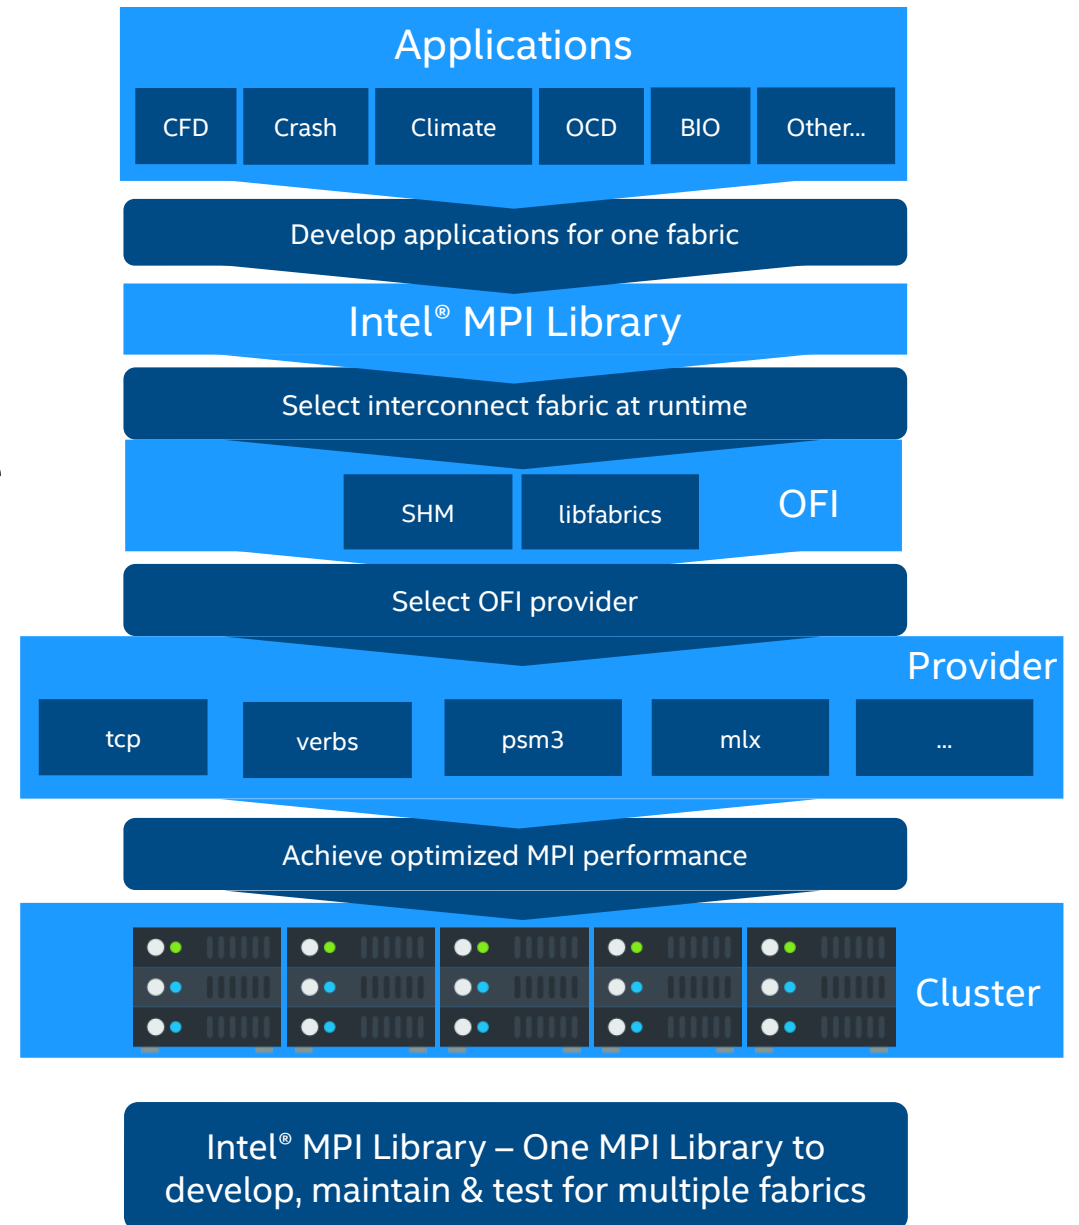 Applications
CFD Crash Climate OCD BIO Other...
Develop applications for one fabric
Intel® MPI Library
Select interconnect fabric at runtime
SHM libfabrics OFI
Select OFI provider
Provider
tcp verbs psm3 mlx ...
Achieve optimized MPI performance
Cluster
Intel® MPI Library – One MPI Library to
develop, maintain & test for multiple fabrics